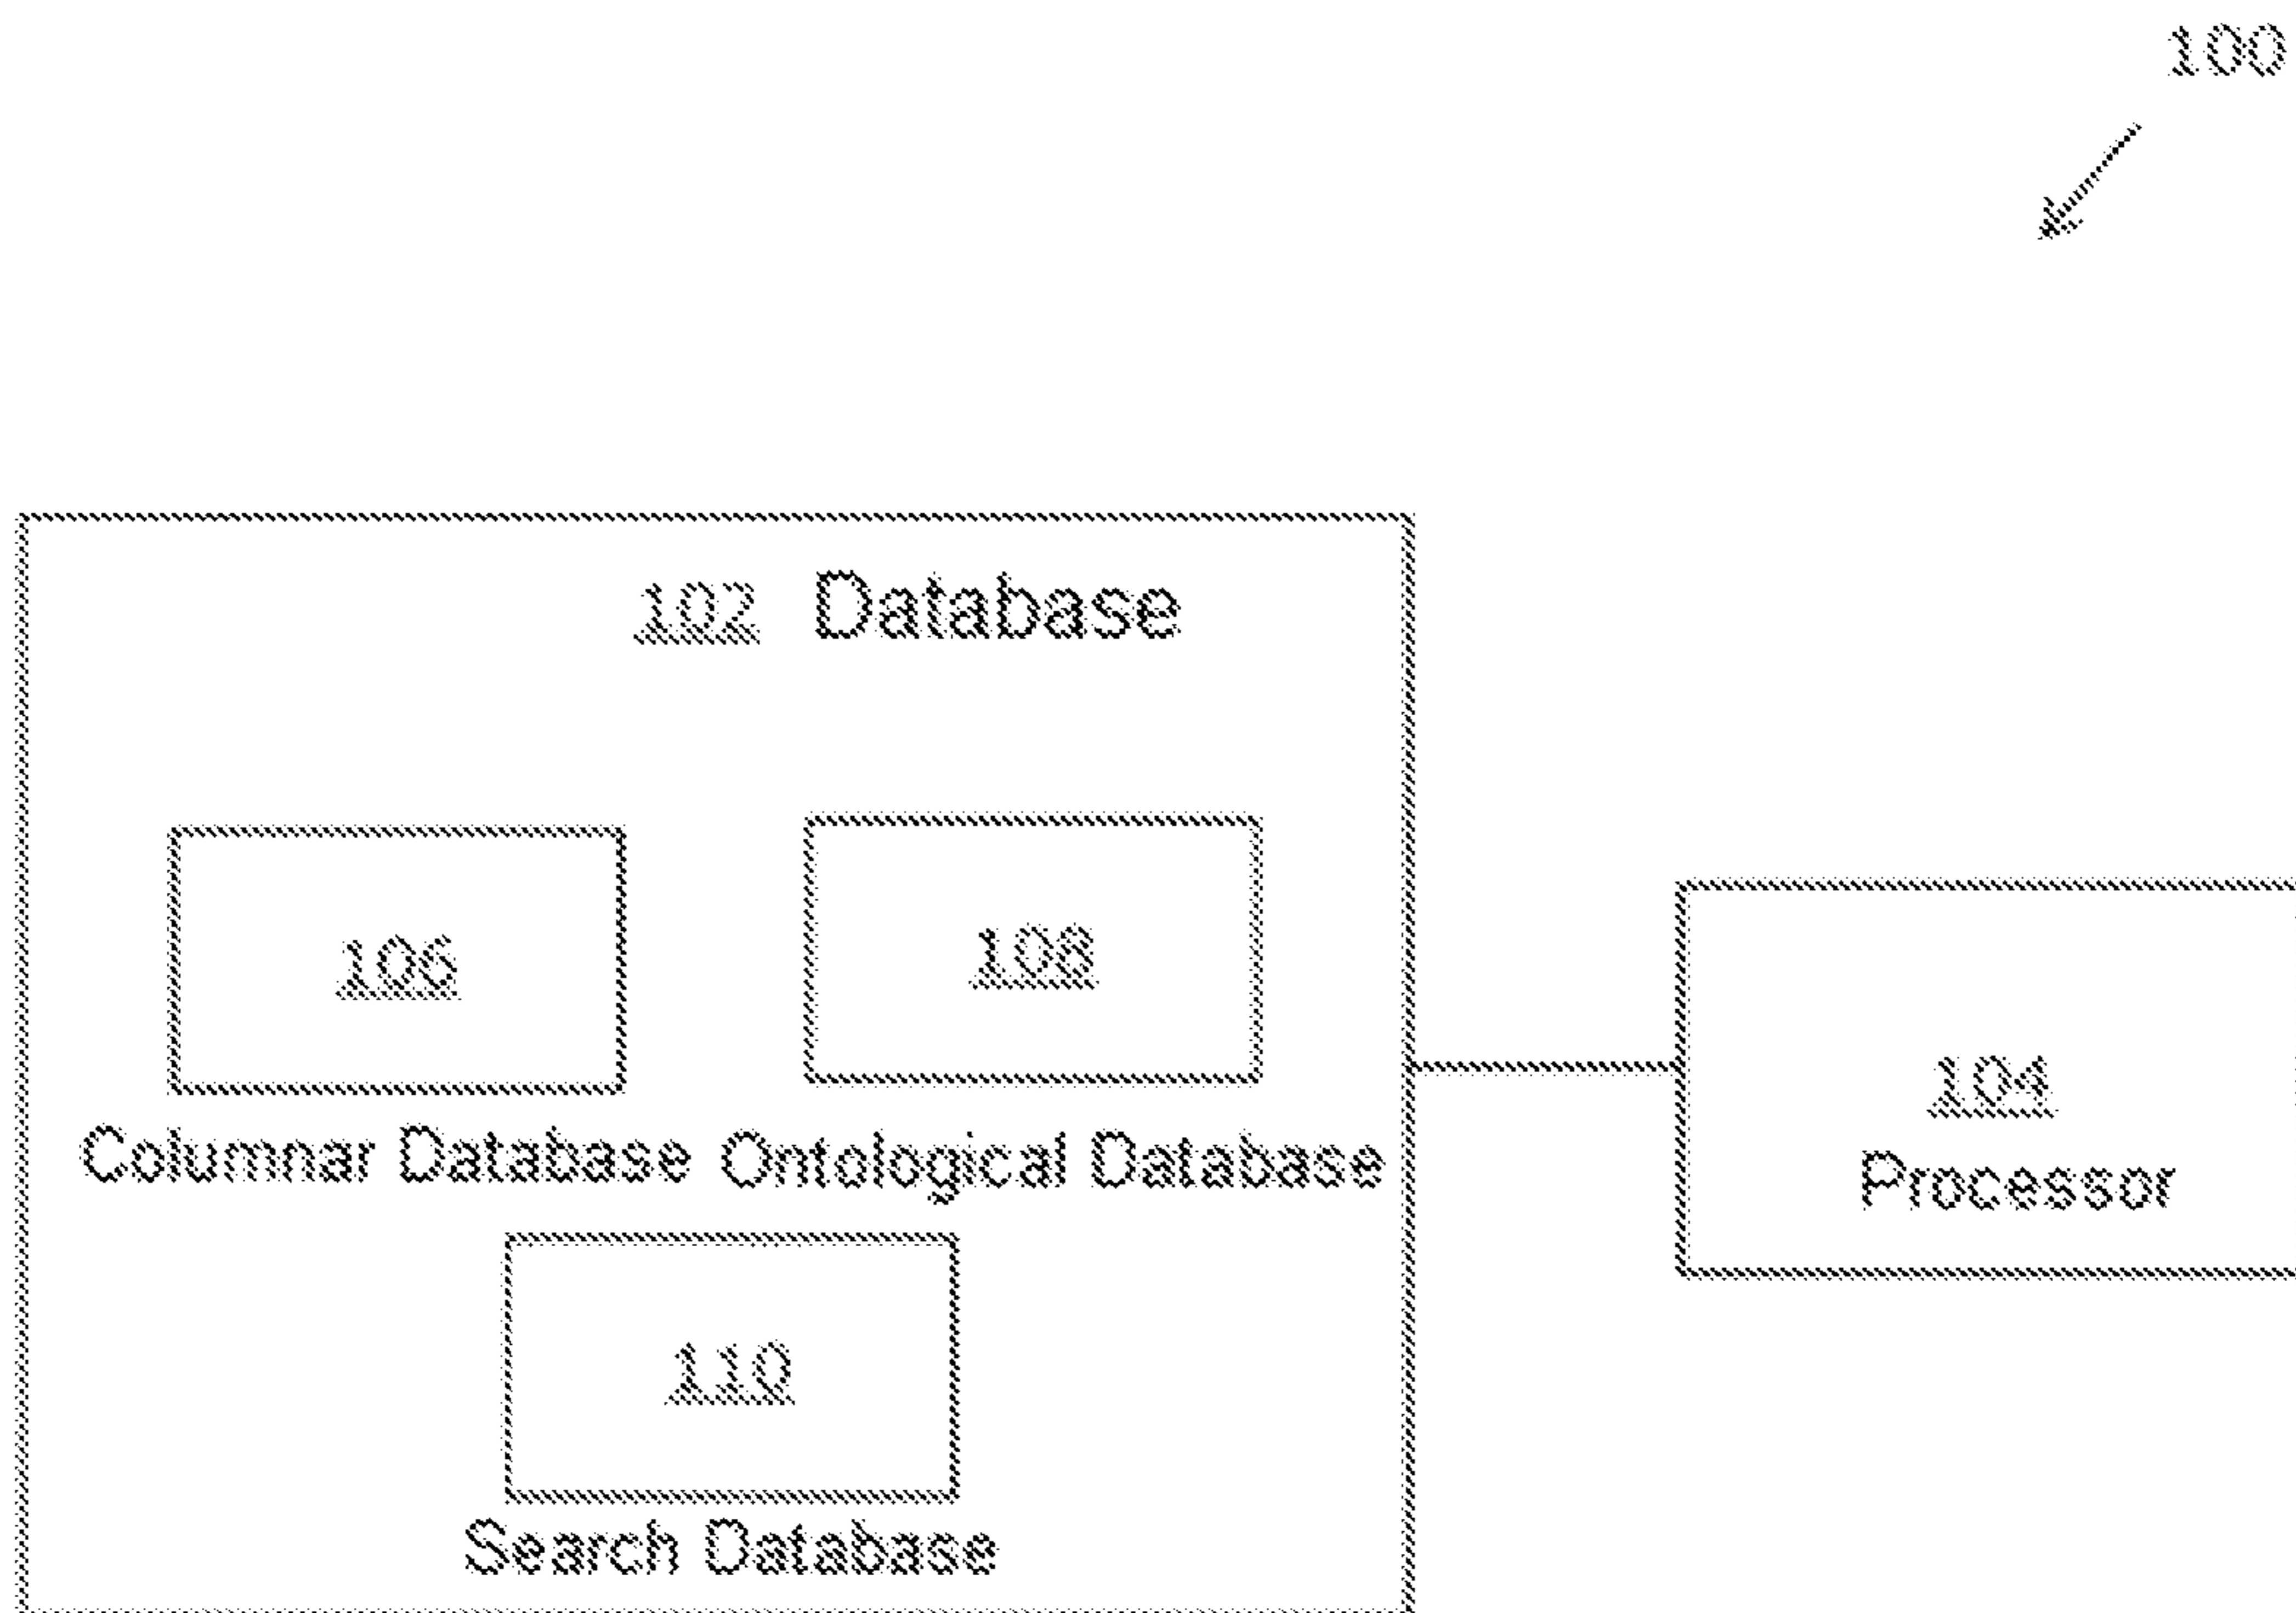 100
102 Database
106
108
Columnar Database
Ontological Database
110
Search Database
104
Processor